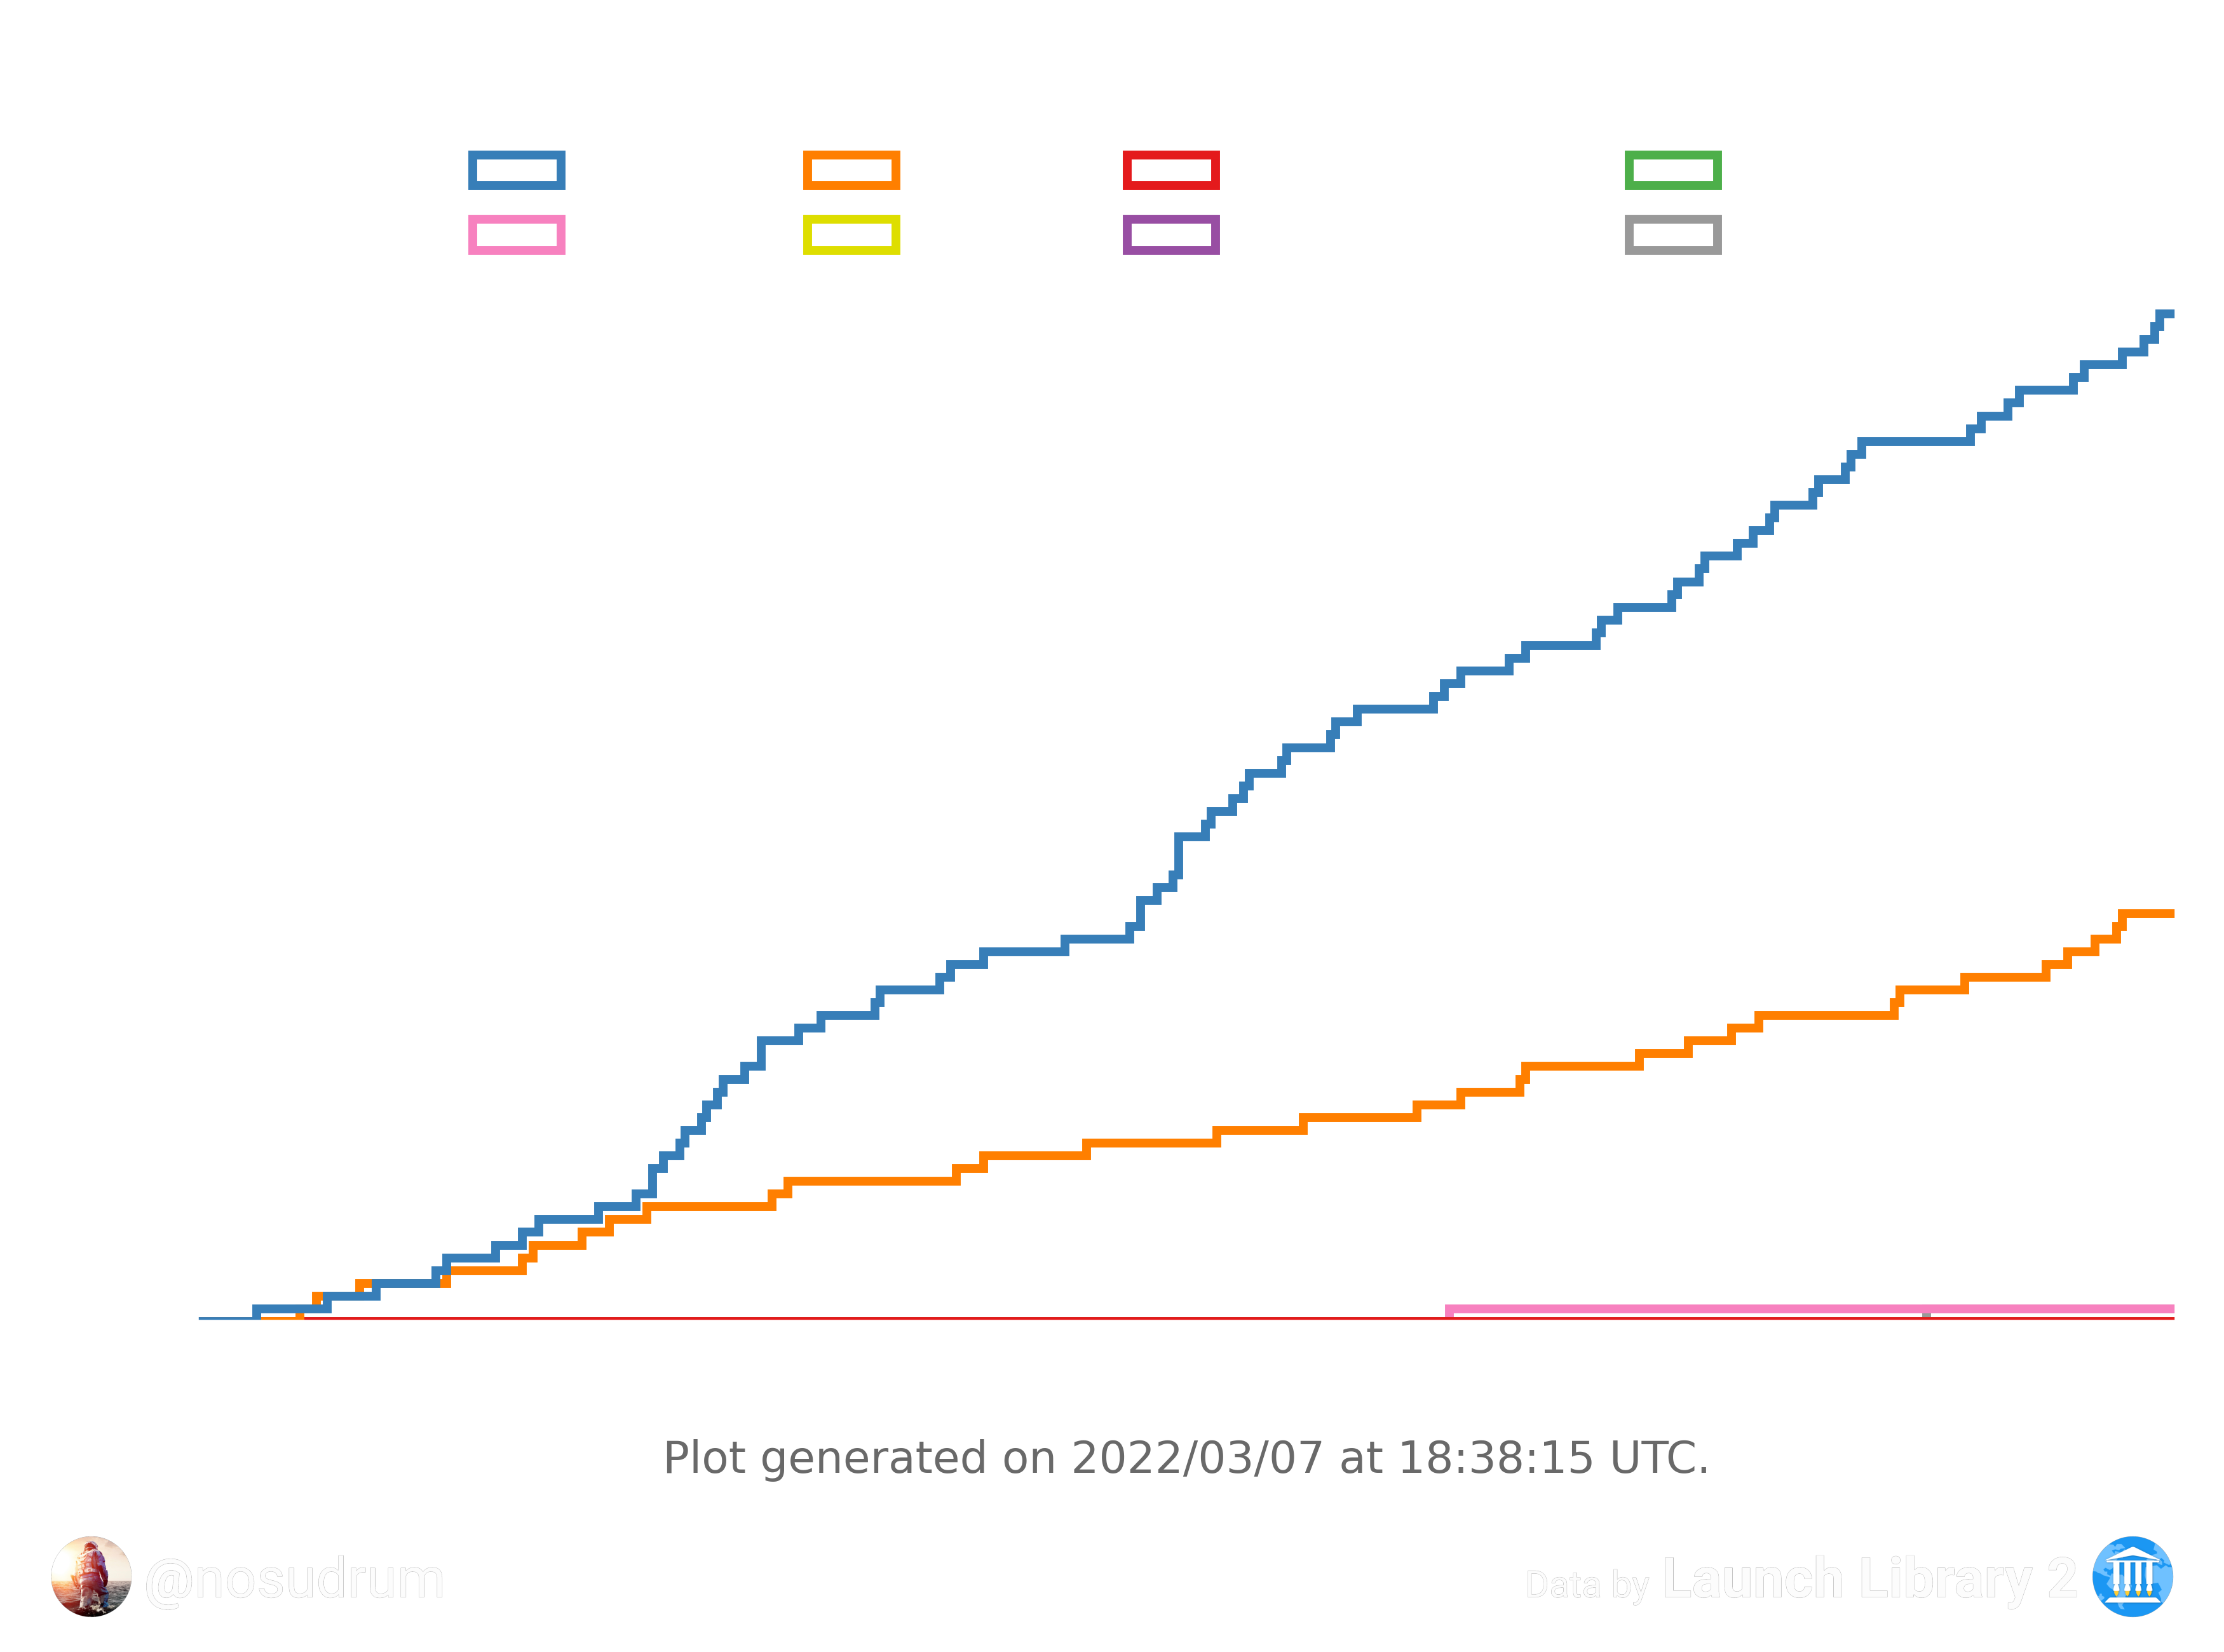 Plot generated on 2022/03/07 at 18:38:15 UTC.
@nosudrum
Data by Launch Library 2